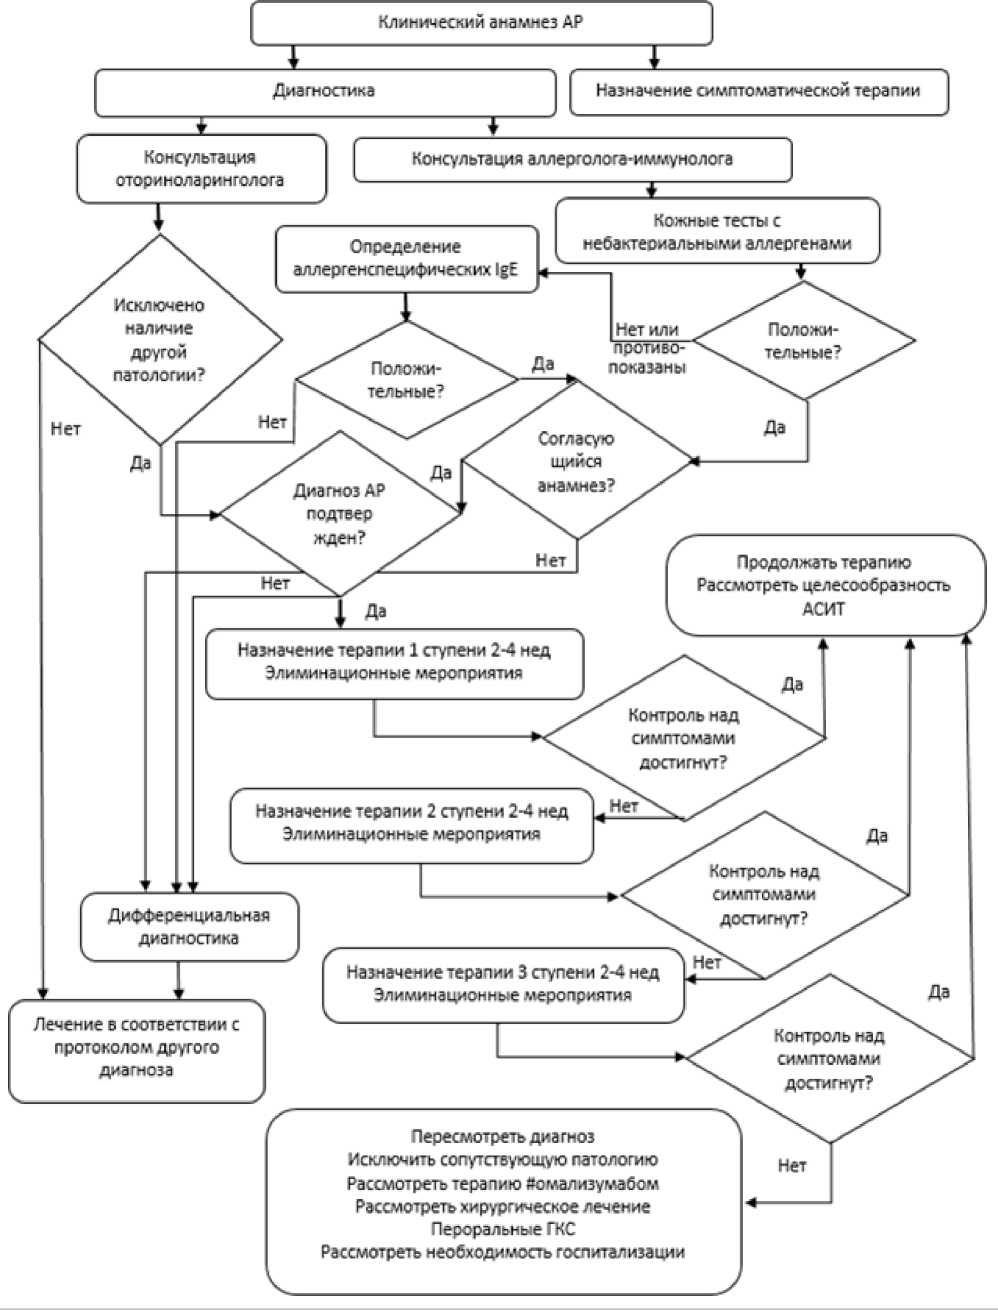 Клинический анамнез АР
Диагностика
Назначение симптоматической терапии
Консультация
оториноларинголога
Консультация аллерголога-иммунолога
Кожные тесты с
небактериальными аллергенами
Определение
аллергенспецифических IgE
Исключено
наличие
другой
патологии?
Нет или
противо-
показаны
Положи-
тельные?
Положи-
тельные?
Да
Нет
Нет
Да
Да
Согласую
щийся
анамнез?
Да
Диагноз АР
подтвер
жден?
Нет
Нет
Да
Продолжать терапию
Рассмотреть целесообразность
АСИТ
Назначение терапии 1 ступени 2-4 нед
Элиминационные мероприятия
Да
Контроль над
симптомами
достигнут?
Нет
Назначение терапии 2 ступени 2-4 нед
Элиминационные мероприятия
Да
Контроль над
симптомами
достигнут?
Дифференциальная
диагностика
Нет
Назначение терапии 3 ступени 2-4 нед
Элиминационные мероприятия
Да
Контроль над
симптомами
достигнут?
Лечение в соответствии с
протоколом другого
диагноза
Нет
Пересмотреть диагноз
Исключить сопутствующую патологию
Рассмотреть терапию #омализумабом
Рассмотреть хирургическое лечение
Пероральные ГКС
Рассмотреть необходимость госпитализации